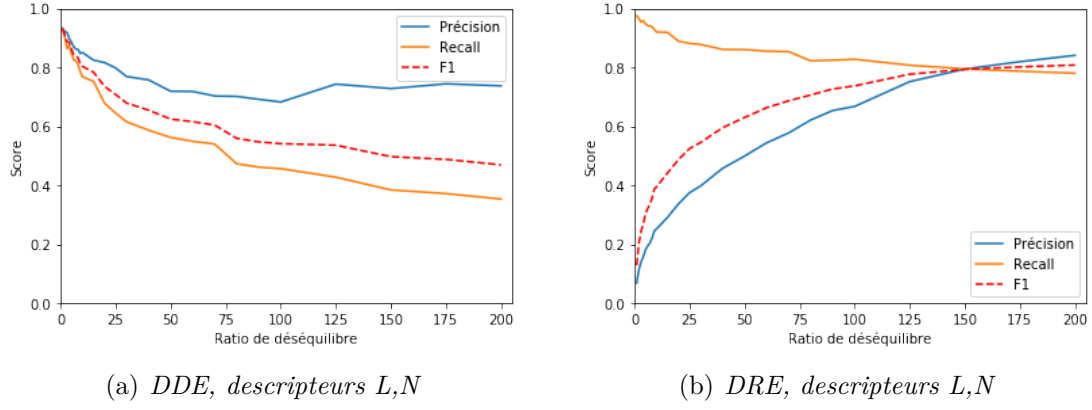 1.0
0.8
0.6
0.4
0.2
0.0
Score
Précision
Recall
F1
0 25 50 75 100 125 150 175 200
Ratio de déséquilibre
(a) DDE, descripteurs L,N
1.0
0.8
0.6
0.4
0.2
0.0
Score
Précision
Recall
F1
0 25 50 75 100 125 150 175 200
Ratio de déséquilibre
(b) DRE, descripteurs L,N